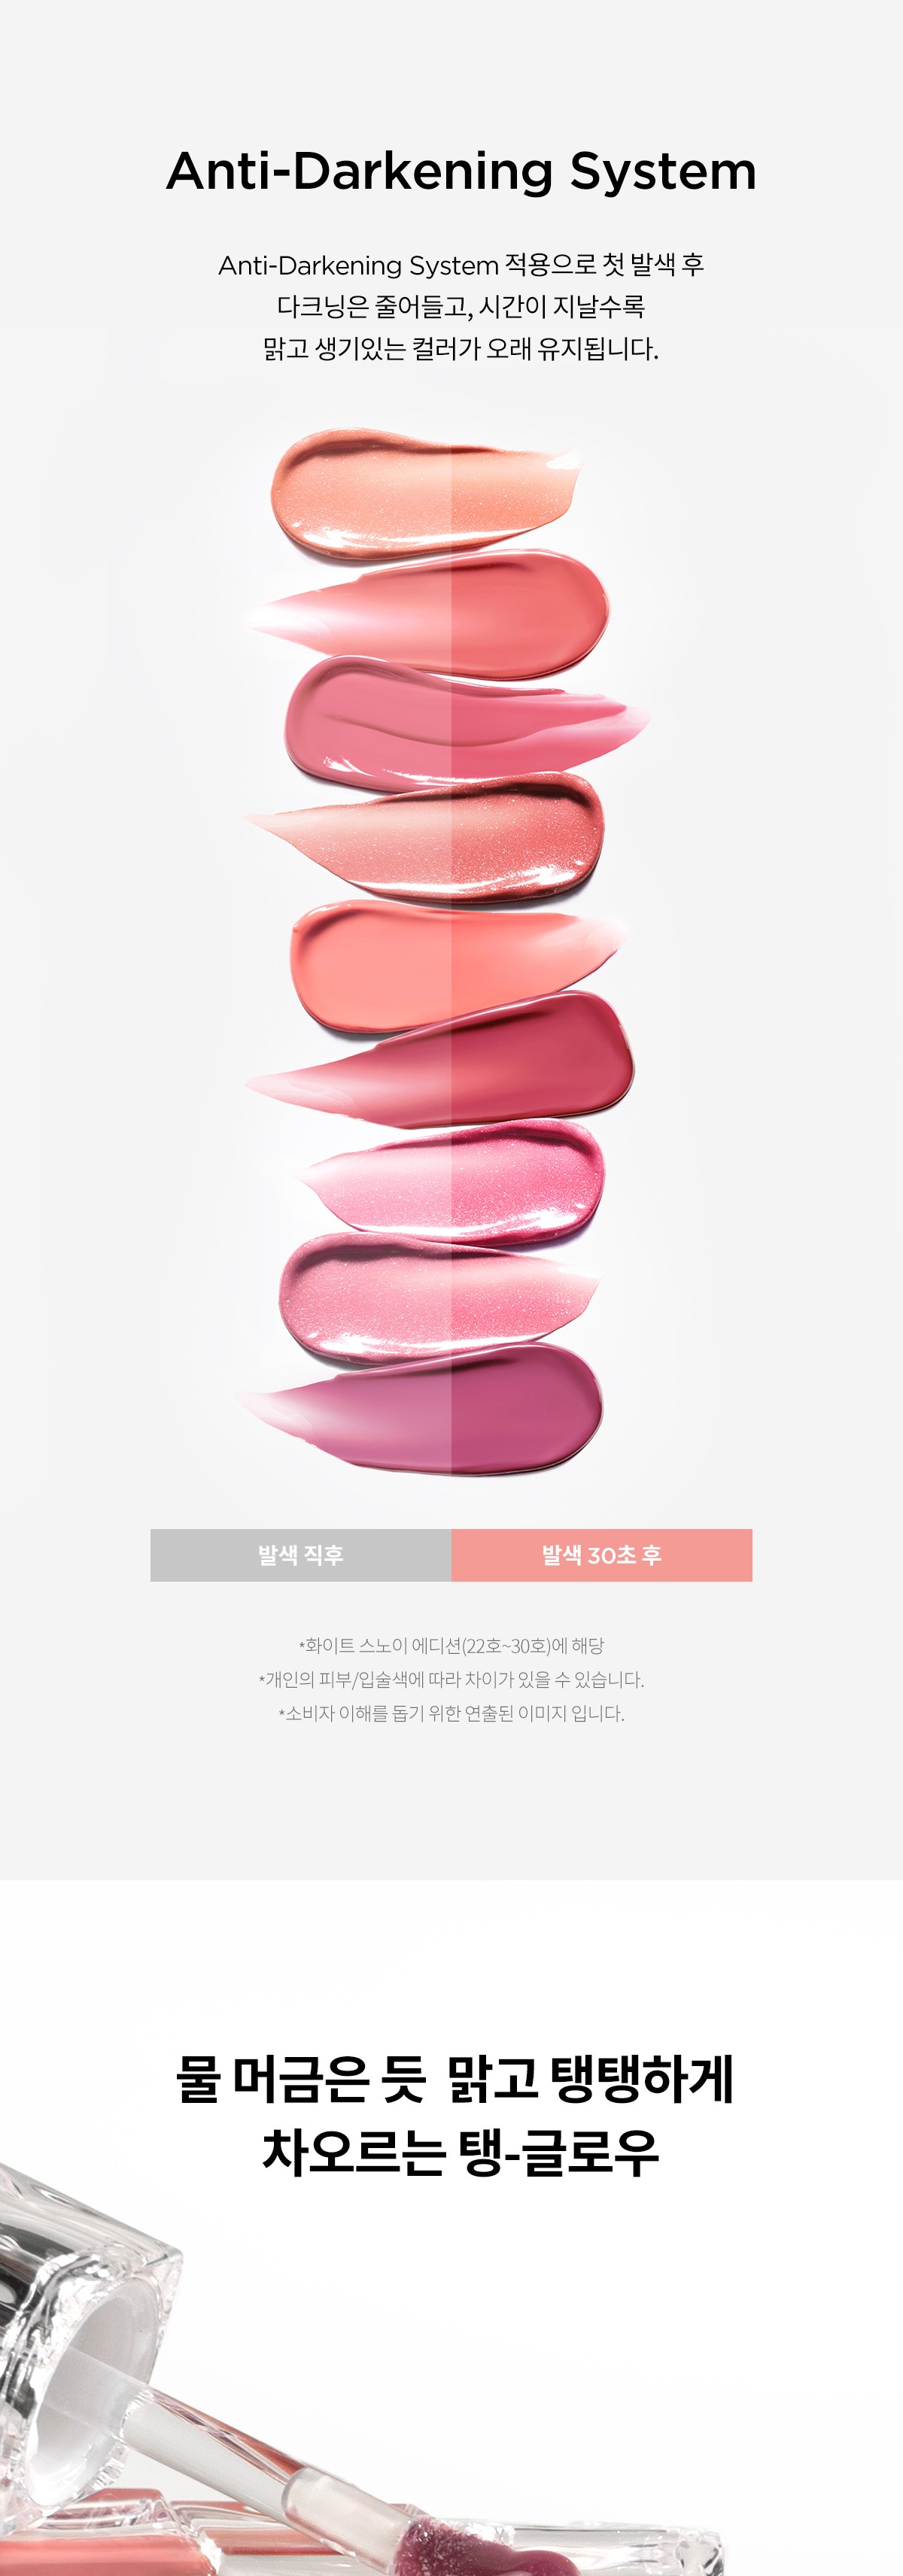 Anti-Darkening System
Anti-Darkening System 적용으로 첫 발색 후
다크닝은 줄어들고, 시간이 지날수록
맑고 생기있는 컬러가 오래 유지됩니다.
발색 직후
발색 30초 후
*화이트 스노이 에디션(22호~30호)에 해당
*개인의 피부/입술색에 따라 차이가 있을 수 있습니다.
*소비자 이해를 돕기 위한 연출된 이미지 입니다.
물 머금은 듯 맑고 탱탱하게
차오르는 탱-글로우